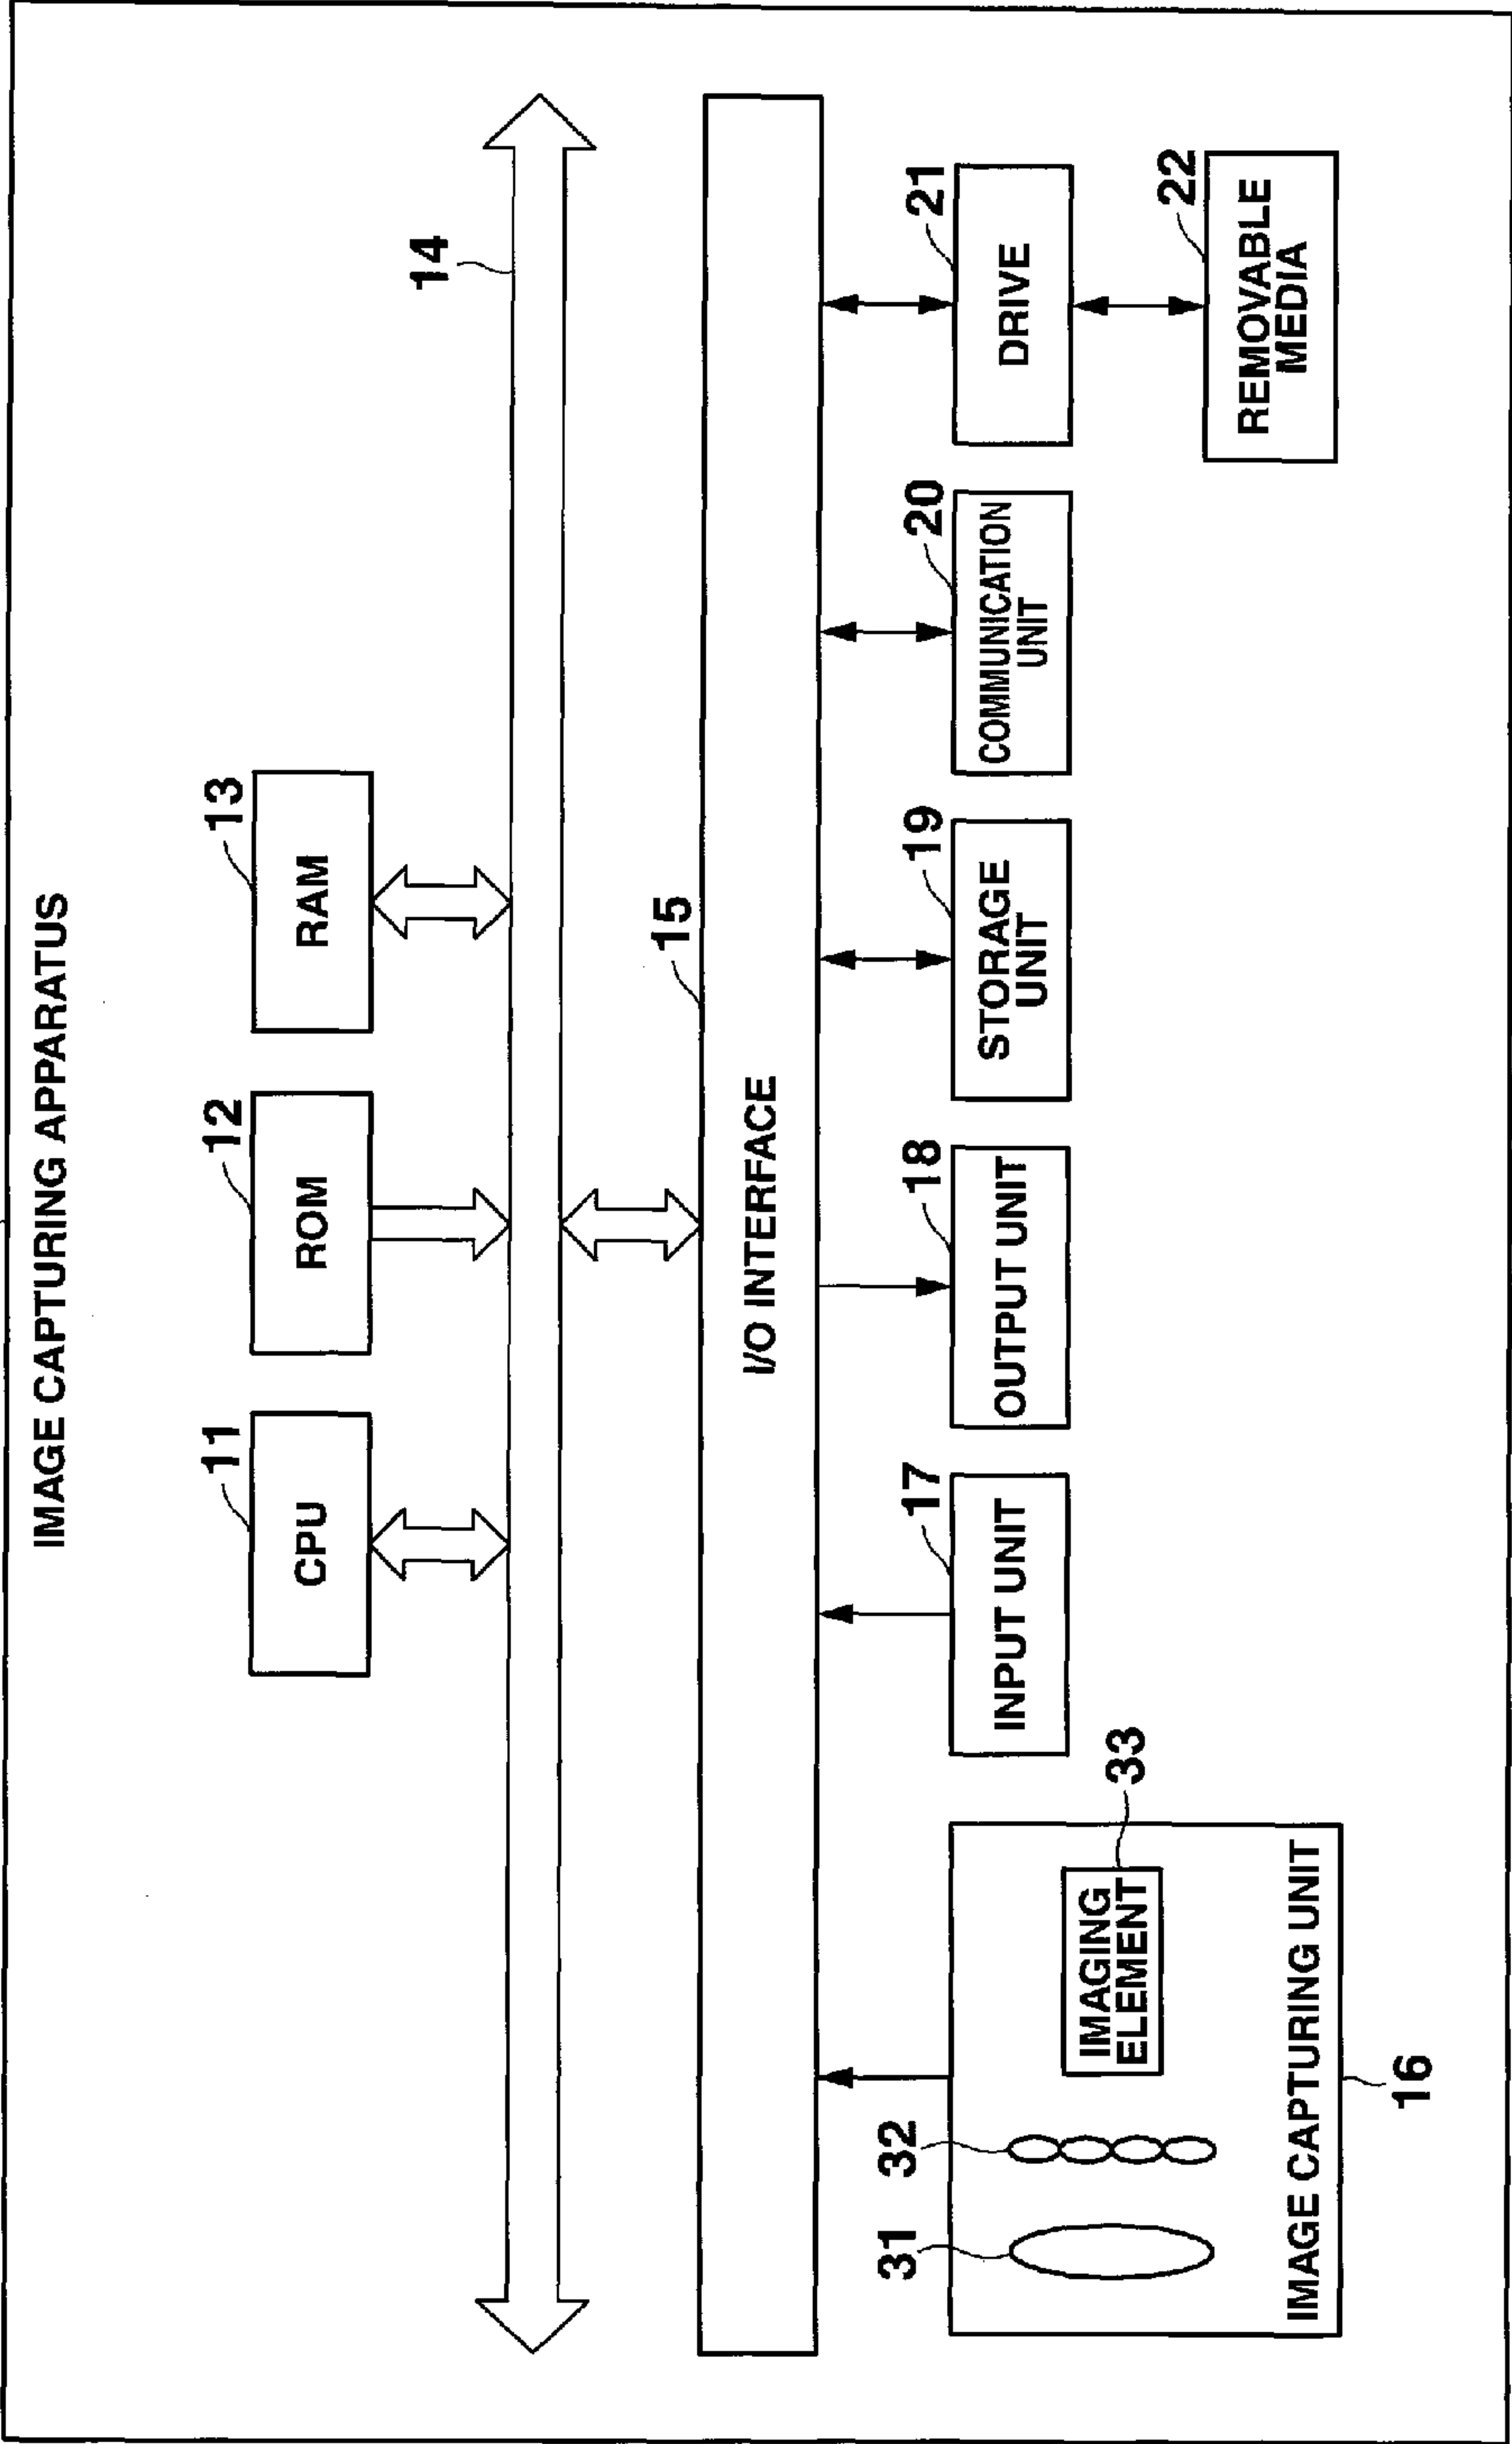 IMAGE CAPTURING APPARATUS
11
CPU
12
ROM
13
RAM
14
15
I/O INTERFACE
31
32
33
IMAGING
ELEMENT
IMAGE CAPTURING UNIT
16
17
INPUT UNIT
18
OUTPUT UNIT
19
STORAGE
UNIT
20
COMMUNICATION
UNIT
21
DRIVE
22
REMOVABLE
MEDIA